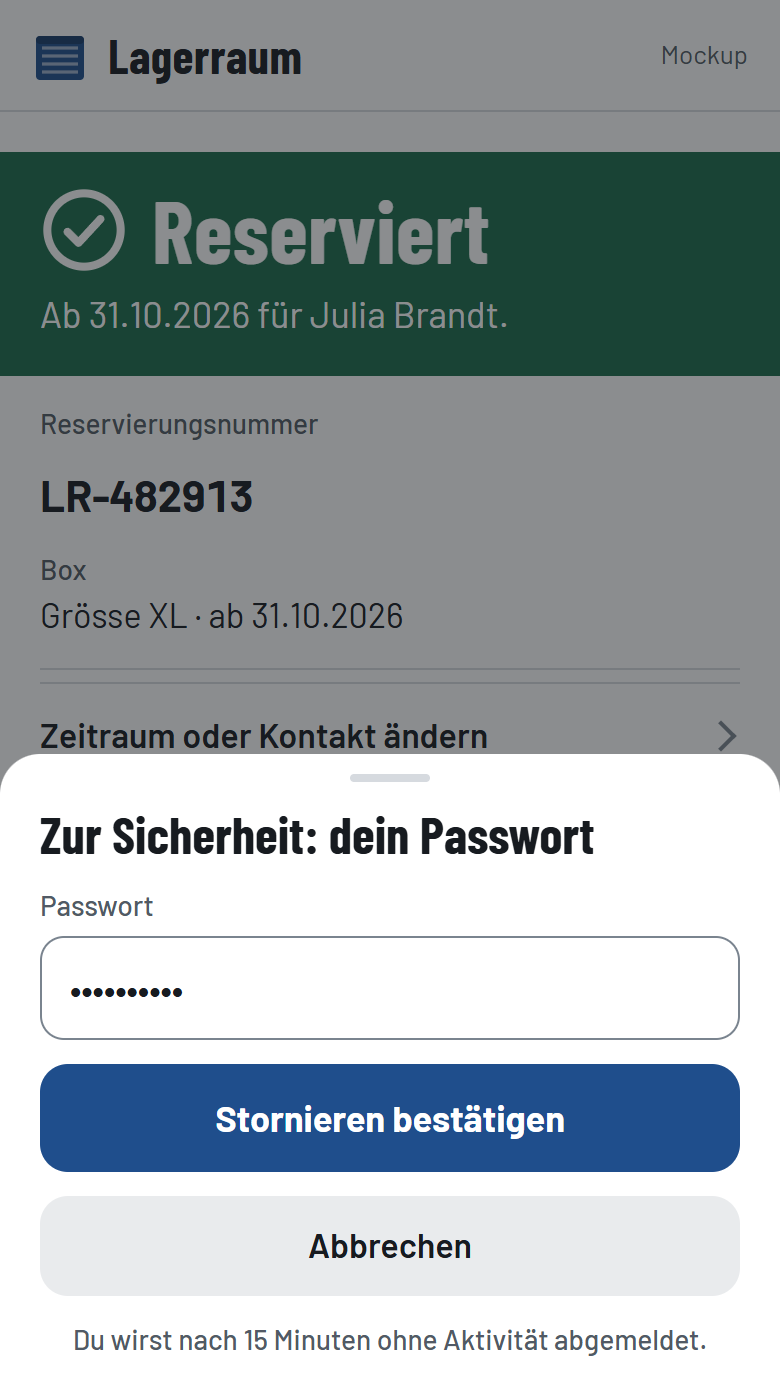 Lagerraum
Mockup
Reserviert
Ab 31.10.2026 für Julia Brandt.
Reservierungsnummer
LR-482913
Box
Grösse XL · ab 31.10.2026
Zeitraum oder Kontakt ändern
Zur Sicherheit: dein Passwort
Passwort
••••••••••
Stornieren bestätigen
Abbrechen
Du wirst nach 15 Minuten ohne Aktivität abgemeldet.